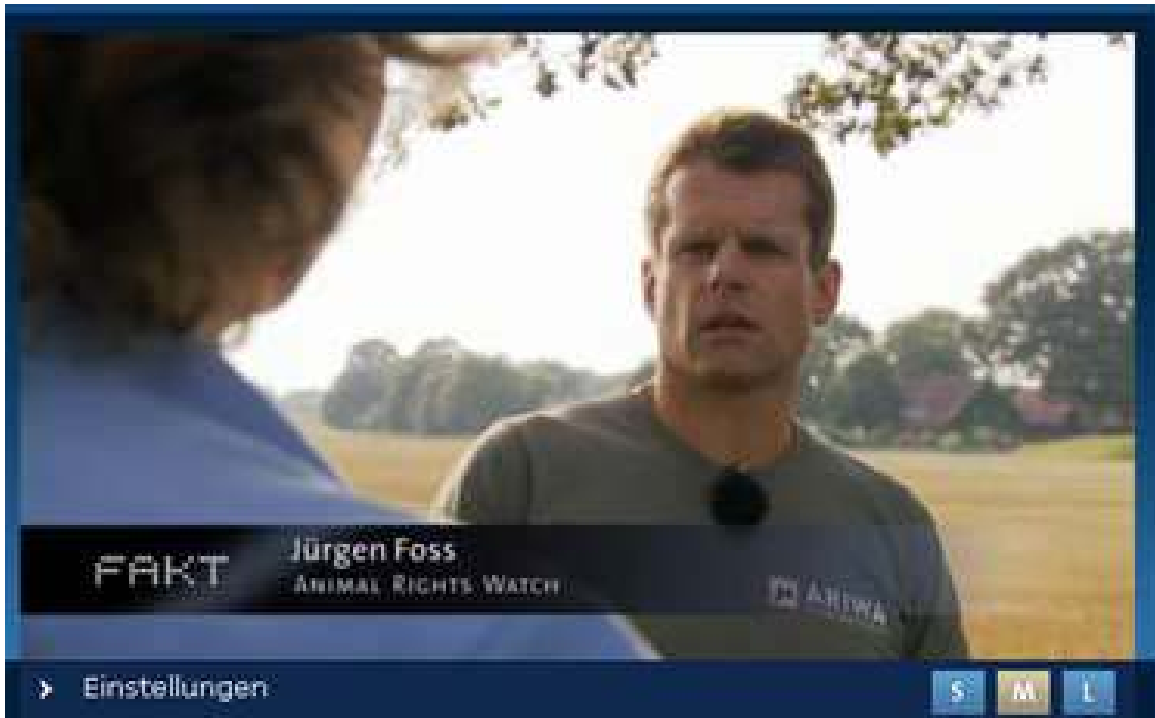 FAKT
Jürgen Foss
ANIMAL RIGHTS WATCH
ARIWA
Einstellungen
S M L